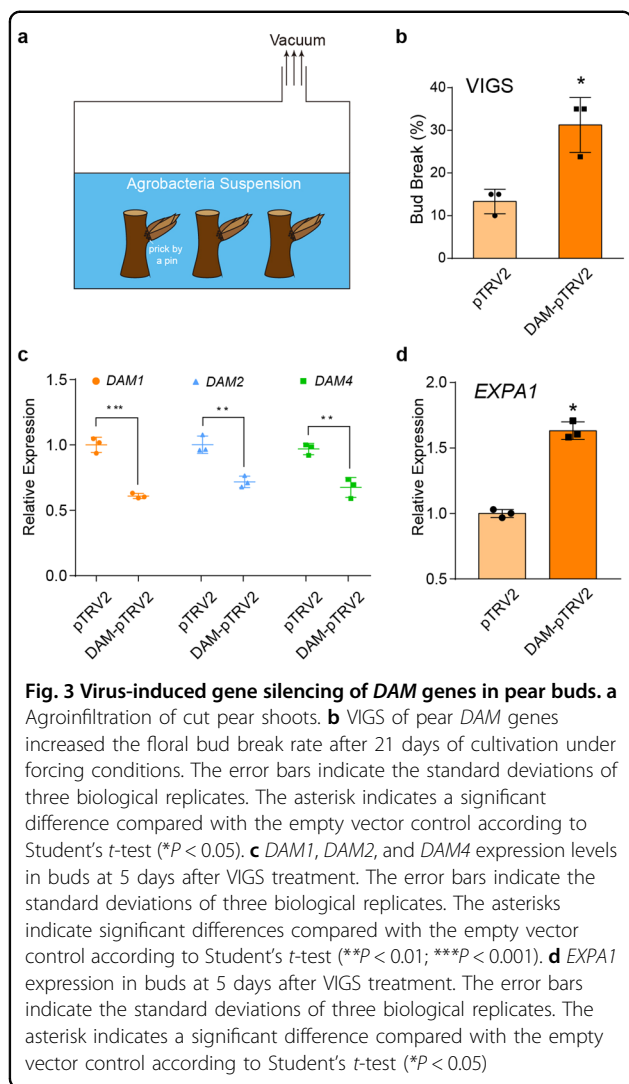 a
Vacuum
Agrobacteria Suspension
prick by
a pin
b
VIGS
*
Bud Break (%)
40
30
20
10
0
pTRV2
DAM-pTRV2
c
DAM1
DAM2
DAM4
Relative Expression
1.5
1.0
0.5
0.0
***
**
**
pTRV2
DAM-pTRV2
pTRV2
DAM-pTRV2
pTRV2
DAM-pTRV2
d
EXPA1
*
Relative Expression
2.0
1.5
1.0
0.5
pTRV2
DAM-pTRV2
Fig. 3 Virus-induced gene silencing of DAM genes in pear buds. a
Agroinfiltration of cut pear shoots. b VIGS of pear DAM genes
increased the floral bud break rate after 21 days of cultivation under
forcing conditions. The error bars indicate the standard deviations of
three biological replicates. The asterisk indicates a significant
difference compared with the empty vector control according to
Student's t-test (*P < 0.05). c DAM1, DAM2, and DAM4 expression levels
in buds at 5 days after VIGS treatment. The error bars indicate the
standard deviations of three biological replicates. The asterisks
indicate significant differences compared with the empty vector
control according to Student's t-test (**P < 0.01; ***P < 0.001). d EXPA1
expression in buds at 5 days after VIGS treatment. The error bars
indicate the standard deviations of three biological replicates. The
asterisk indicates a significant difference compared with the empty
vector control according to Student's t-test (*P < 0.05)